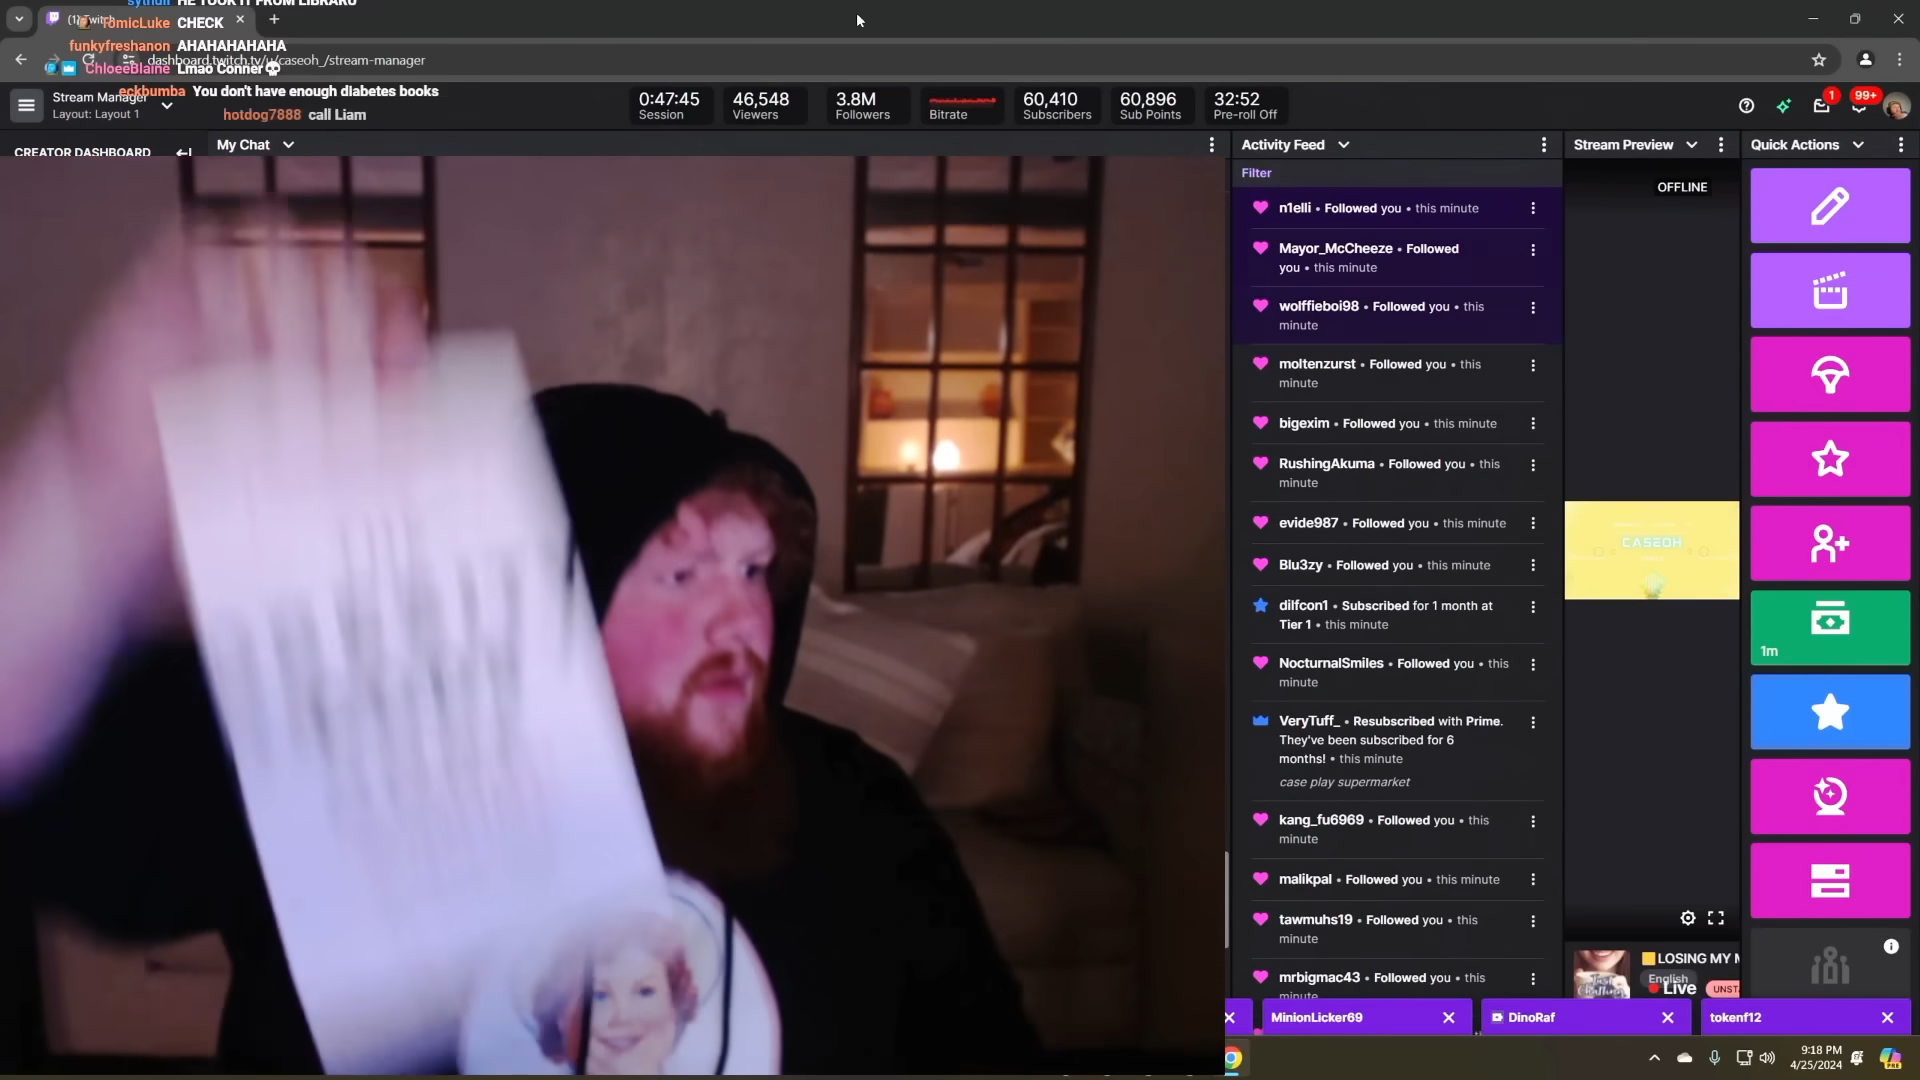 sythull HE TOOK IT FROM LIBRARU
TomicLuke CHECK
funkyfreshanon AHAHAHAHAHA
ChloeeBlaine Lmao Conner
eckbumba You don't have enough diabetes books
hotdog7888 call Liam
(1) Twitch
dashboard.twitch.tv/u/caseoh_/stream-manager
Stream Manager
Layout: Layout 1
0:47:45
Session
46,548
Viewers
3.8M
Followers
Bitrate
60,410
Subscribers
60,896
Sub Points
32:52
Pre-roll Off
1
99+
CREATOR DASHBOARD
My Chat
Activity Feed
Filter
n1elli • Followed you • this minute
Mayor_McCheeze • Followed
you • this minute
wolffieboi98 • Followed you • this
minute
moltenzurst • Followed you • this
minute
bigexim • Followed you • this minute
RushingAkuma • Followed you • this
minute
evide987 • Followed you • this minute
Blu3zy • Followed you • this minute
dilfcon1 • Subscribed for 1 month at
Tier 1 • this minute
NocturnalSmiles • Followed you • this
minute
VeryTuff_ • Resubscribed with Prime.
They've been subscribed for 6
months! • this minute
case play supermarket
kang_fu6969 • Followed you • this
minute
malikpal • Followed you • this minute
tawmuhs19 • Followed you • this
minute
mrbigmac43 • Followed you • this
minute
Stream Preview
OFFLINE
CASEOH
Just Chatting
LOSING MY M
English
Live
UNST
Quick Actions
1m
MinionLicker69
DinoRaf
tokenf12
9:18 PM
4/25/2024